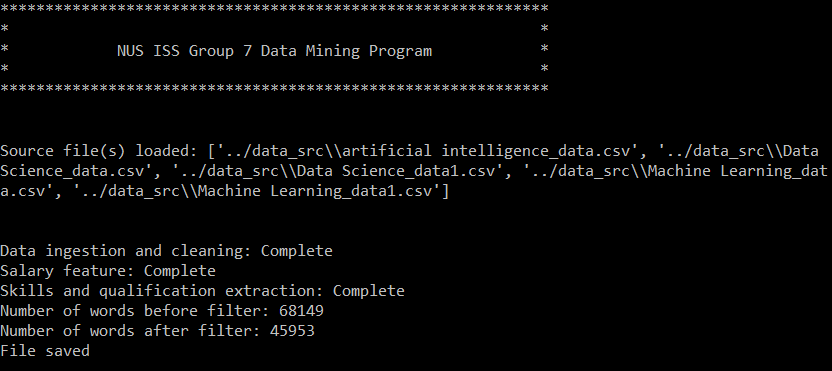 *************************************************************
*                                                           *
*            NUS ISS Group 7 Data Mining Program            *
*                                                           *
*************************************************************
Source file(s) loaded: ['../data_src\\artificial intelligence_data.csv', '../data_src\\Data
Science_data.csv', '../data_src\\Data Science_data1.csv', '../data_src\\Machine Learning_dat
a.csv', '../data_src\\Machine Learning_data1.csv']
Data ingestion and cleaning: Complete
Salary feature: Complete
Skills and qualification extraction: Complete
Number of words before filter: 68149
Number of words after filter: 45953
File saved